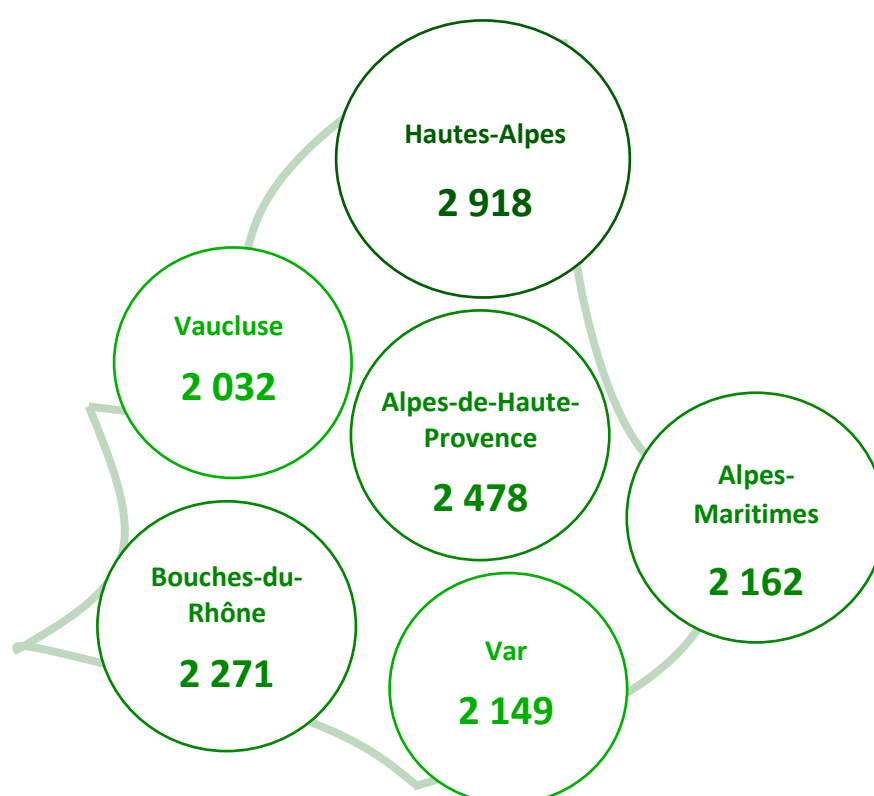 Hautes-Alpes
2 918
Vaucluse
2 032
Alpes-de-Haute-
Provence
2 478
Alpes-
Maritimes
2 162
Bouches-du-
Rhône
2 271
Var
2 149